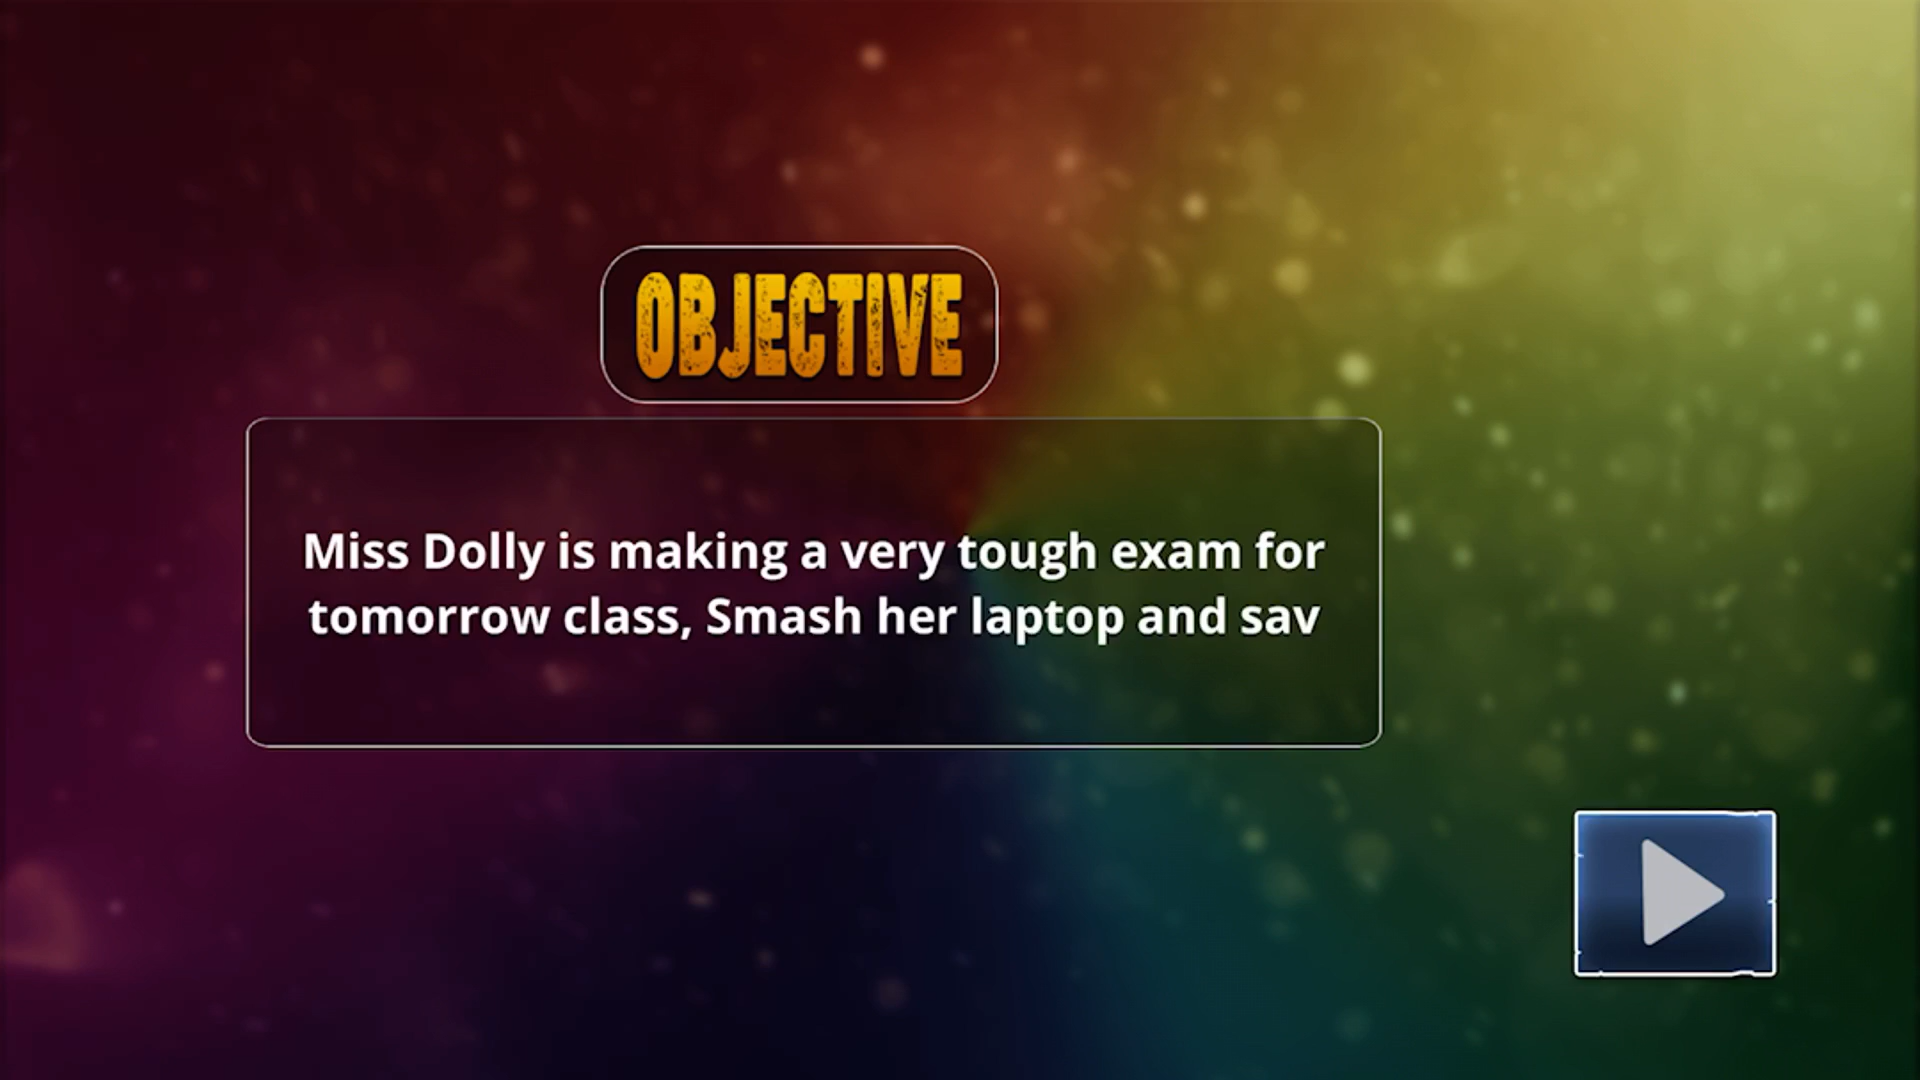 OBJECTIVE
Miss Dolly is making a very tough exam for
tomorrow class, Smash her laptop and sav